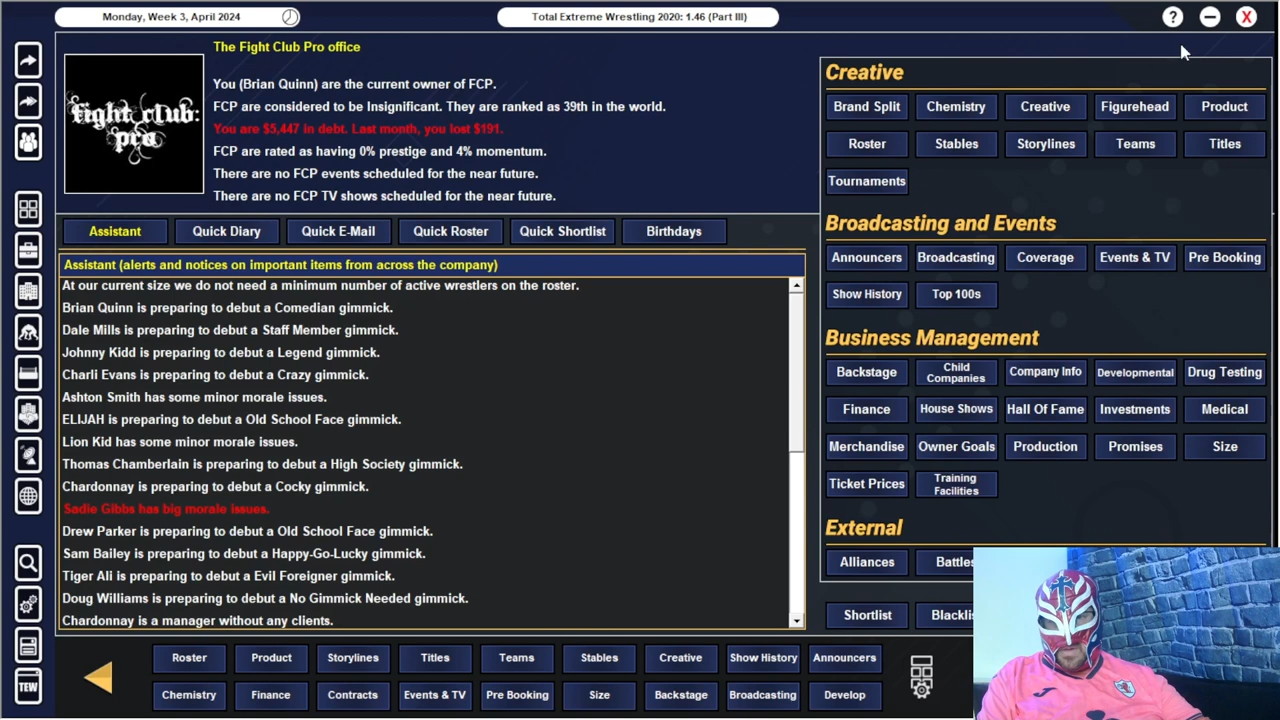 Monday, Week 3, April 2024
Total Extreme Wrestling 2020: 1.46 (Part III)
?
X
fight club:
pro
The Fight Club Pro office
You (Brian Quinn) are the current owner of FCP.
FCP are considered to be Insignificant. They are ranked as 39th in the world.
You are $5,447 in debt. Last month, you lost $191.
FCP are rated as having 0% prestige and 4% momentum.
There are no FCP events scheduled for the near future.
There are no FCP TV shows scheduled for the near future.
Assistant Quick Diary Quick E-Mail Quick Roster Quick Shortlist Birthdays
Assistant (alerts and notices on important items from across the company)
At our current size we do not need a minimum number of active wrestlers on the roster.
Brian Quinn is preparing to debut a Comedian gimmick.
Dale Mills is preparing to debut a Staff Member gimmick.
Johnny Kidd is preparing to debut a Legend gimmick.
Charli Evans is preparing to debut a Crazy gimmick.
Ashton Smith has some minor morale issues.
ELIJAH is preparing to debut a Old School Face gimmick.
Lion Kid has some minor morale issues.
Thomas Chamberlain is preparing to debut a High Society gimmick.
Chardonnay is preparing to debut a Cocky gimmick.
Sadie Gibbs has big morale issues.
Drew Parker is preparing to debut a Old School Face gimmick.
Sam Bailey is preparing to debut a Happy-Go-Lucky gimmick.
Tiger Ali is preparing to debut a Evil Foreigner gimmick.
Doug Williams is preparing to debut a No Gimmick Needed gimmick.
Chardonnay is a manager without any clients.
Creative
Brand Split Chemistry Creative Figurehead Product
Roster Stables Storylines Teams Titles
Tournaments
Broadcasting and Events
Announcers Broadcasting Coverage Events & TV Pre Booking
Show History Top 100s
Business Management
Backstage Child Companies Company Info Developmental Drug Testing
Finance House Shows Hall Of Fame Investments Medical
Merchandise Owner Goals Production Promises Size
Ticket Prices Training Facilities
External
Alliances Battles
Shortlist Blacklis
Roster Product Storylines Titles Teams Stables Creative Show History Announcers
Chemistry Finance Contracts Events & TV Pre Booking Size Backstage Broadcasting Develop
TEW